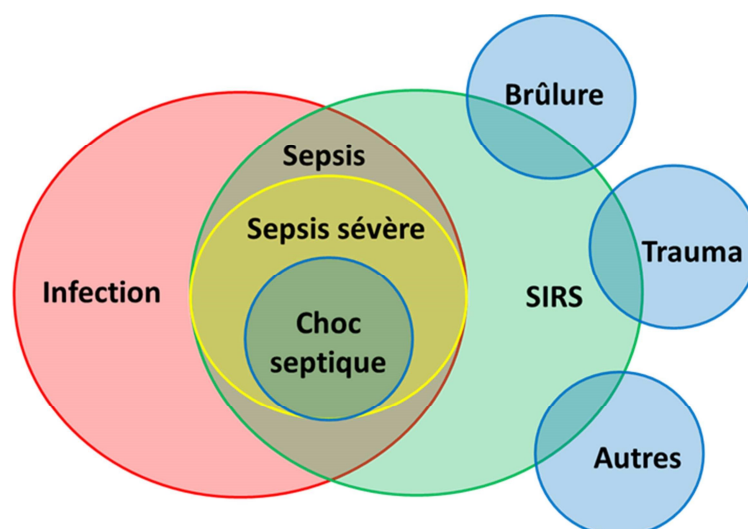 Brûlure
Sepsis
Sepsis sévère
Trauma
Infection
SIRS
Choc
septique
Autres